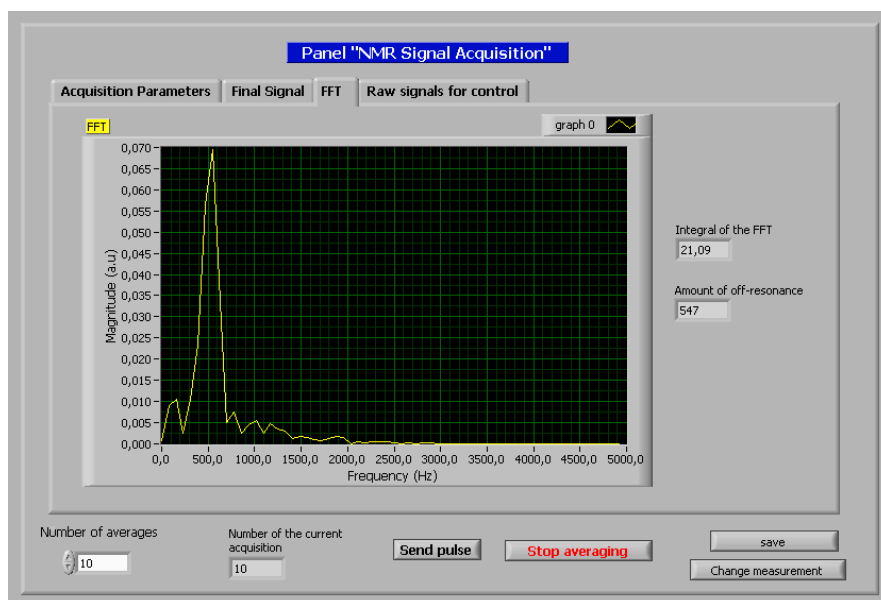 Panel "NMR Signal Acquisition"
Acquisition Parameters Final Signal FFT Raw signals for control
FFT graph 0
0,070
0,065
0,060
0,055
0,050
0,045
0,040
0,035
0,030
0,025
0,020
0,015
0,010
0,005
0,000
Magnitude (a.u)
0,0 500,0 1000,0 1500,0 2000,0 2500,0 3000,0 3500,0 4000,0 4500,0 5000,0
Frequency (Hz)
Integral of the FFT
21,09
Amount of off-resonance
547
Number of averages
10
Number of the current
acquisition
10
Send pulse
Stop averaging
save
Change measurement